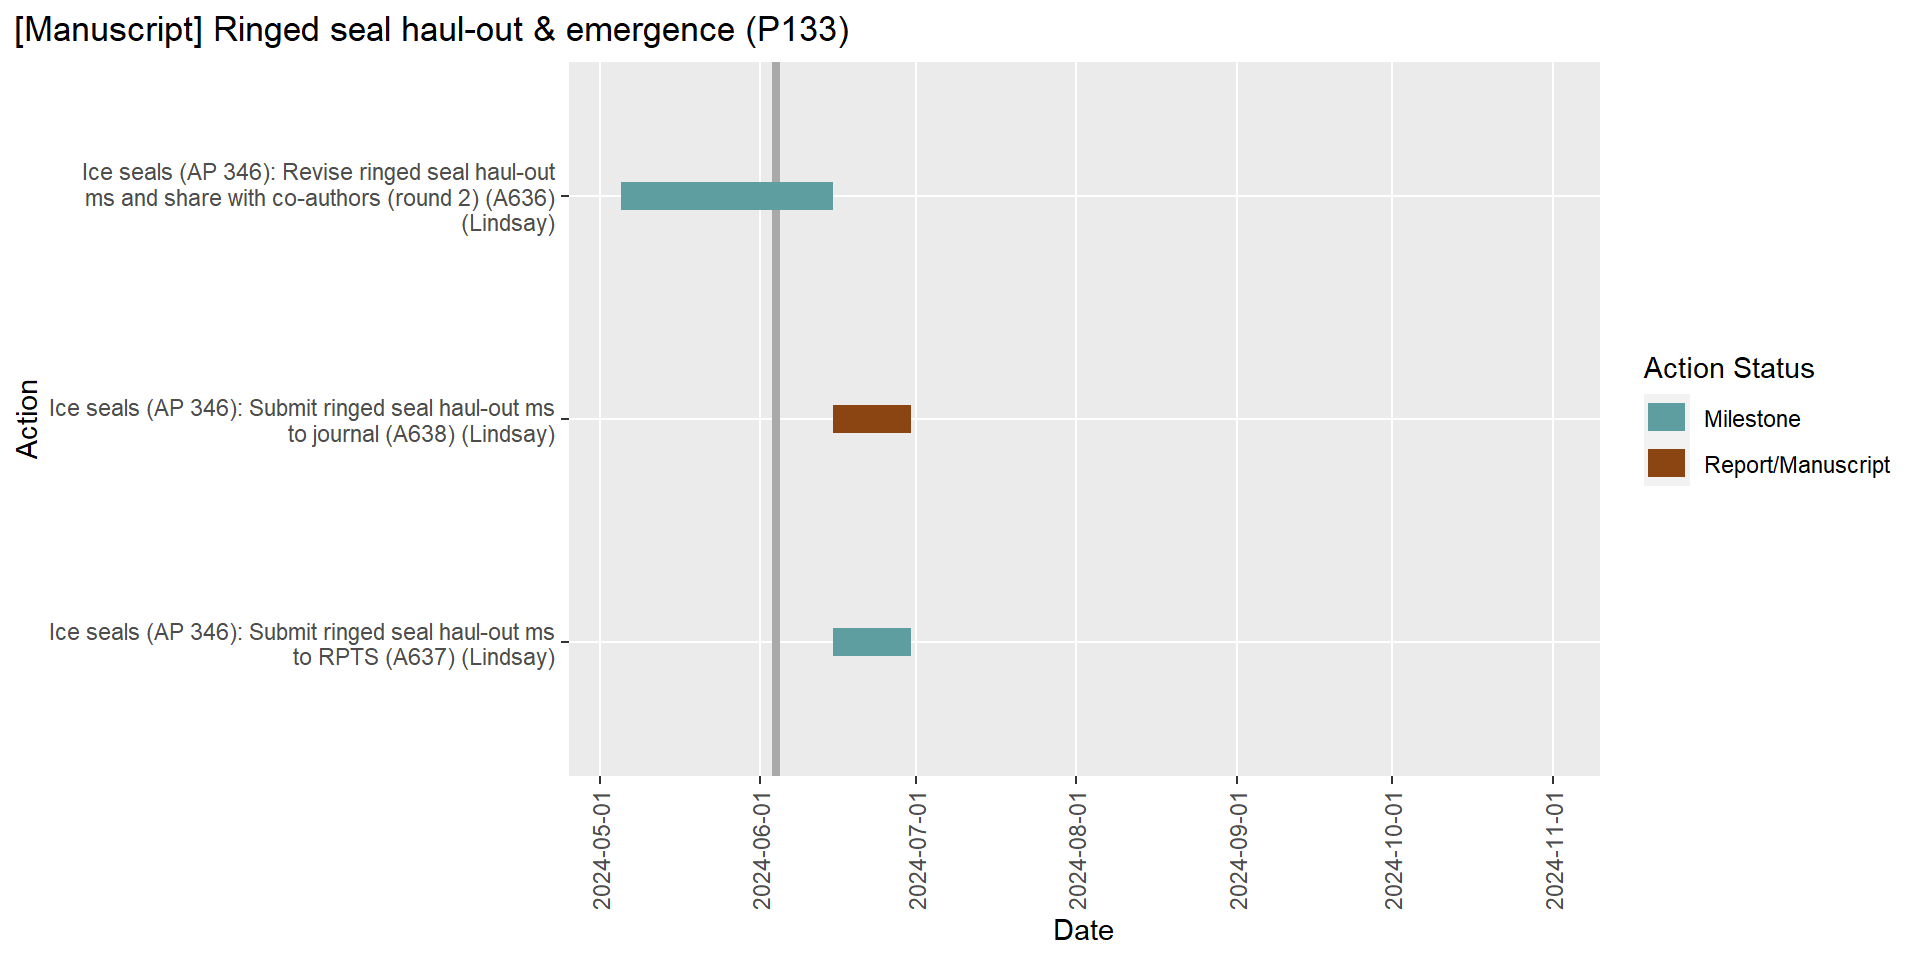 [Manuscript] Ringed seal haul-out & emergence (P133)
Ice seals (AP 346): Revise ringed seal haul-out
ms and share with co-authors (round 2) (A636)
(Lindsay)
Ice seals (AP 346): Submit ringed seal haul-out ms
to journal (A638) (Lindsay)
Ice seals (AP 346): Submit ringed seal haul-out ms
to RPTS (A637) (Lindsay)
Action
2024-05-01
2024-06-01
2024-07-01
2024-08-01
2024-09-01
2024-10-01
2024-11-01
Date
Action Status
Milestone
Report/Manuscript